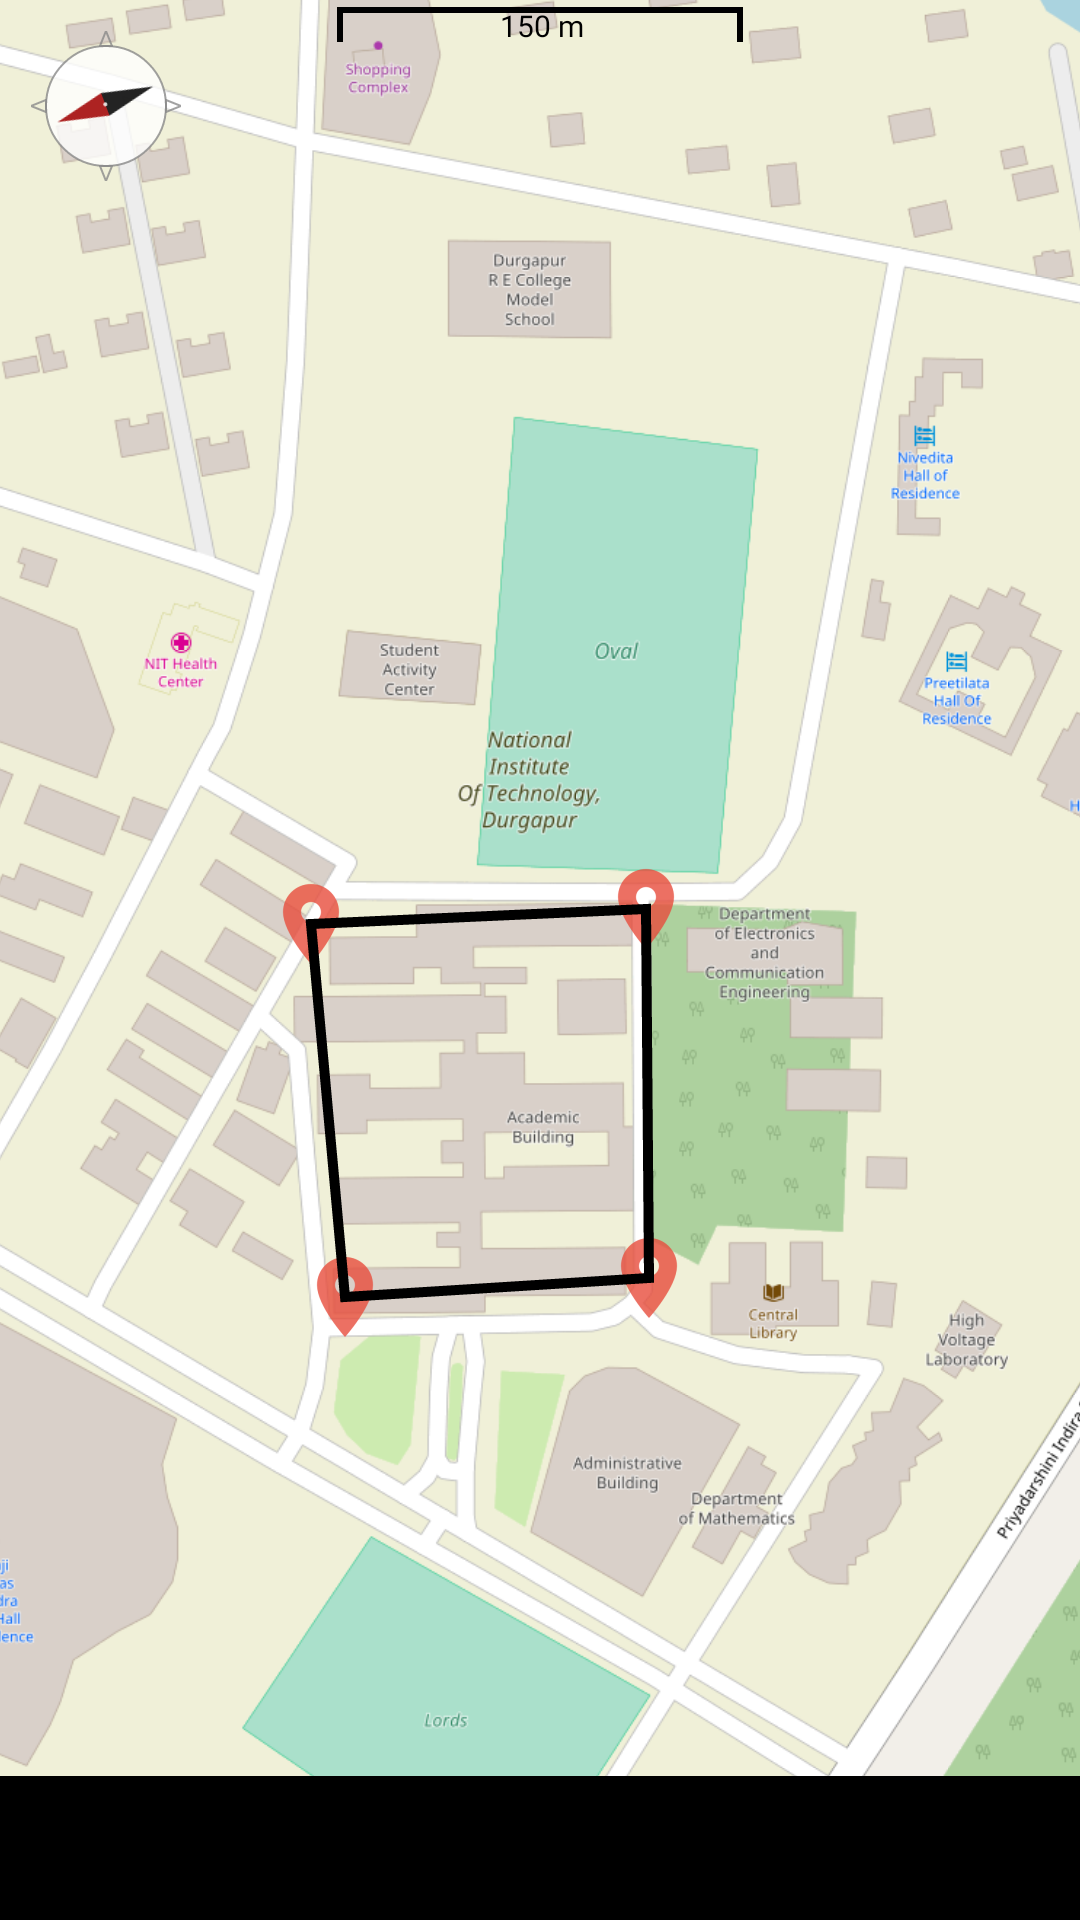 150 m
Shopping
Complex
Durgapur
R E College
Model
School
Nivedita
Hall of
Residence
NIT Health
Center
Student
Activity
Center
Oval
Preetilata
Hall Of
Residence
National
Institute
Of Technology,
Durgapur
H
Department
of Electronics
and
Communication
Engineering
Academic
Building
Central
Library
High
Voltage
Laboratory
Administrative
Building
Department
of Mathematics
Priyadarshini Indira
ji
as
dra
Hall
dence
Lords